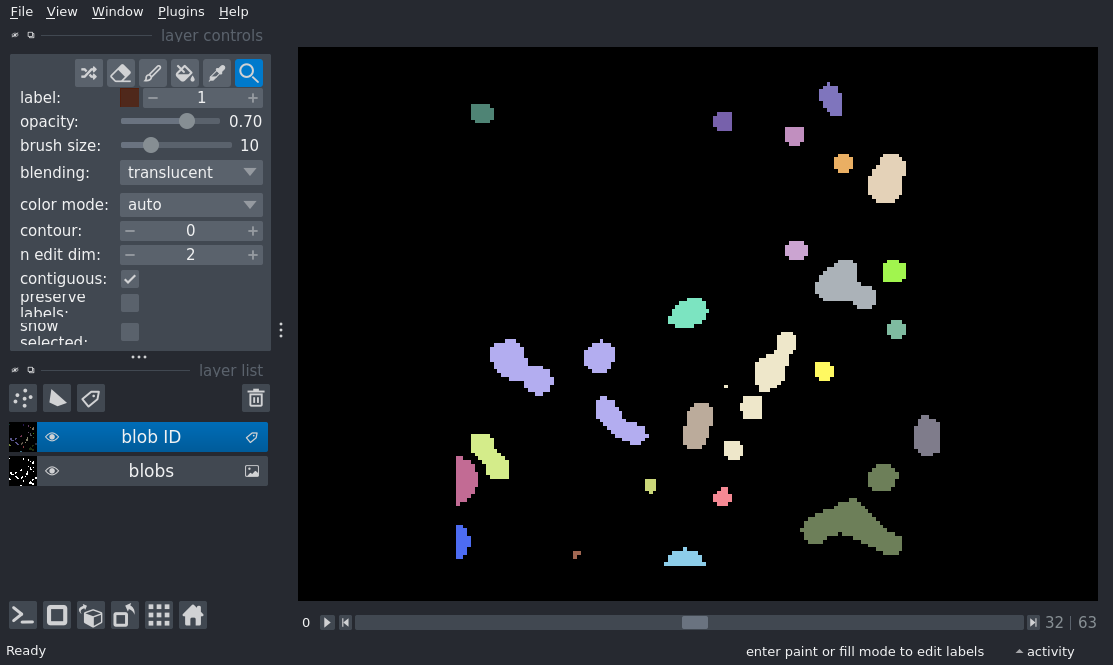 File View Window Plugins Help
layer controls
label: 1
opacity: 0.70
brush size: 10
blending: translucent
color mode: auto
contour: 0
n edit dim: 2
contiguous:
preserve
labels:
show
selected:
layer list
blob ID
blobs
0 32 | 63
Ready enter paint or fill mode to edit labels activity